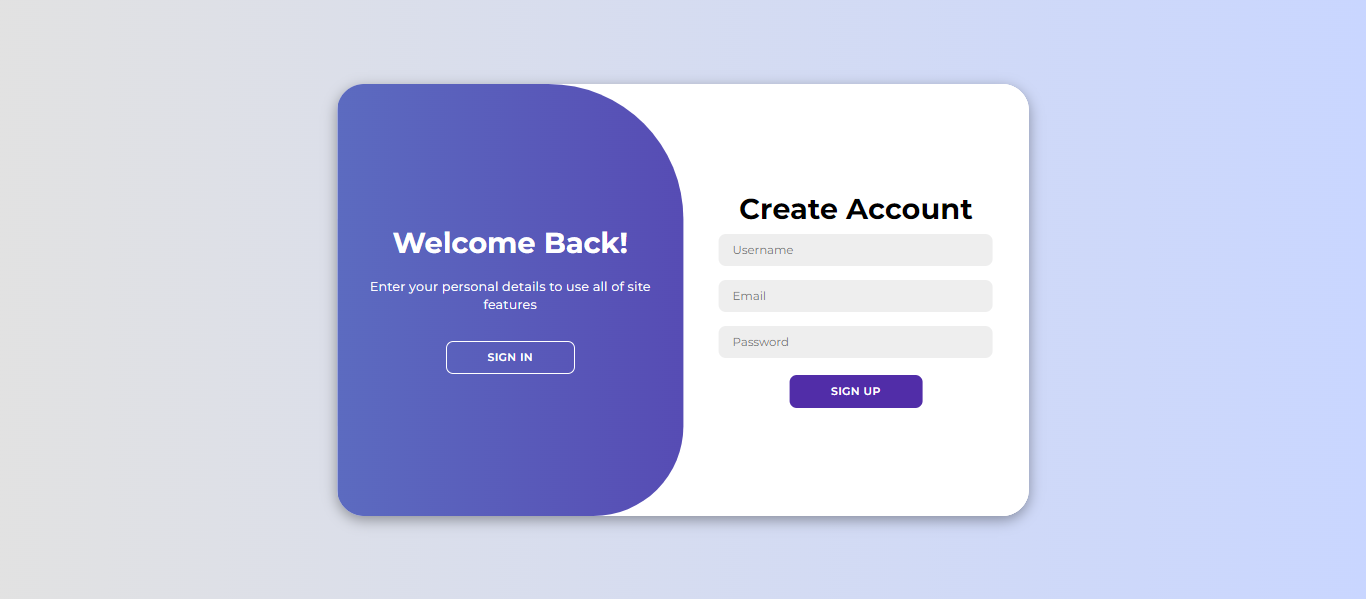 Welcome Back!
Enter your personal details to use all of site
features
SIGN IN
Create Account
Username
Email
Password
SIGN UP